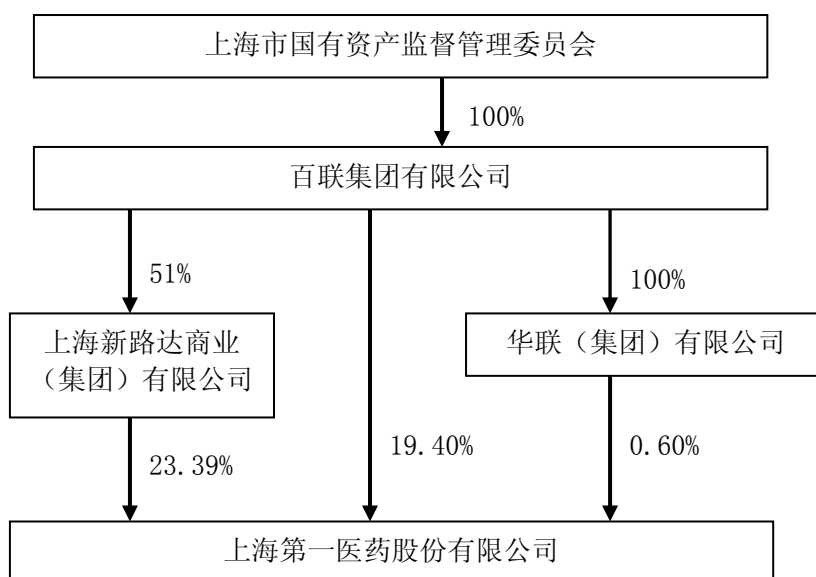 上海市国有资产监督管理委员会
100%
百联集团有限公司
51%
100%
上海新路达商业
（集团）有限公司
华联（集团）有限公司
23.39%
19.40%
0.60%
上海第一医药股份有限公司